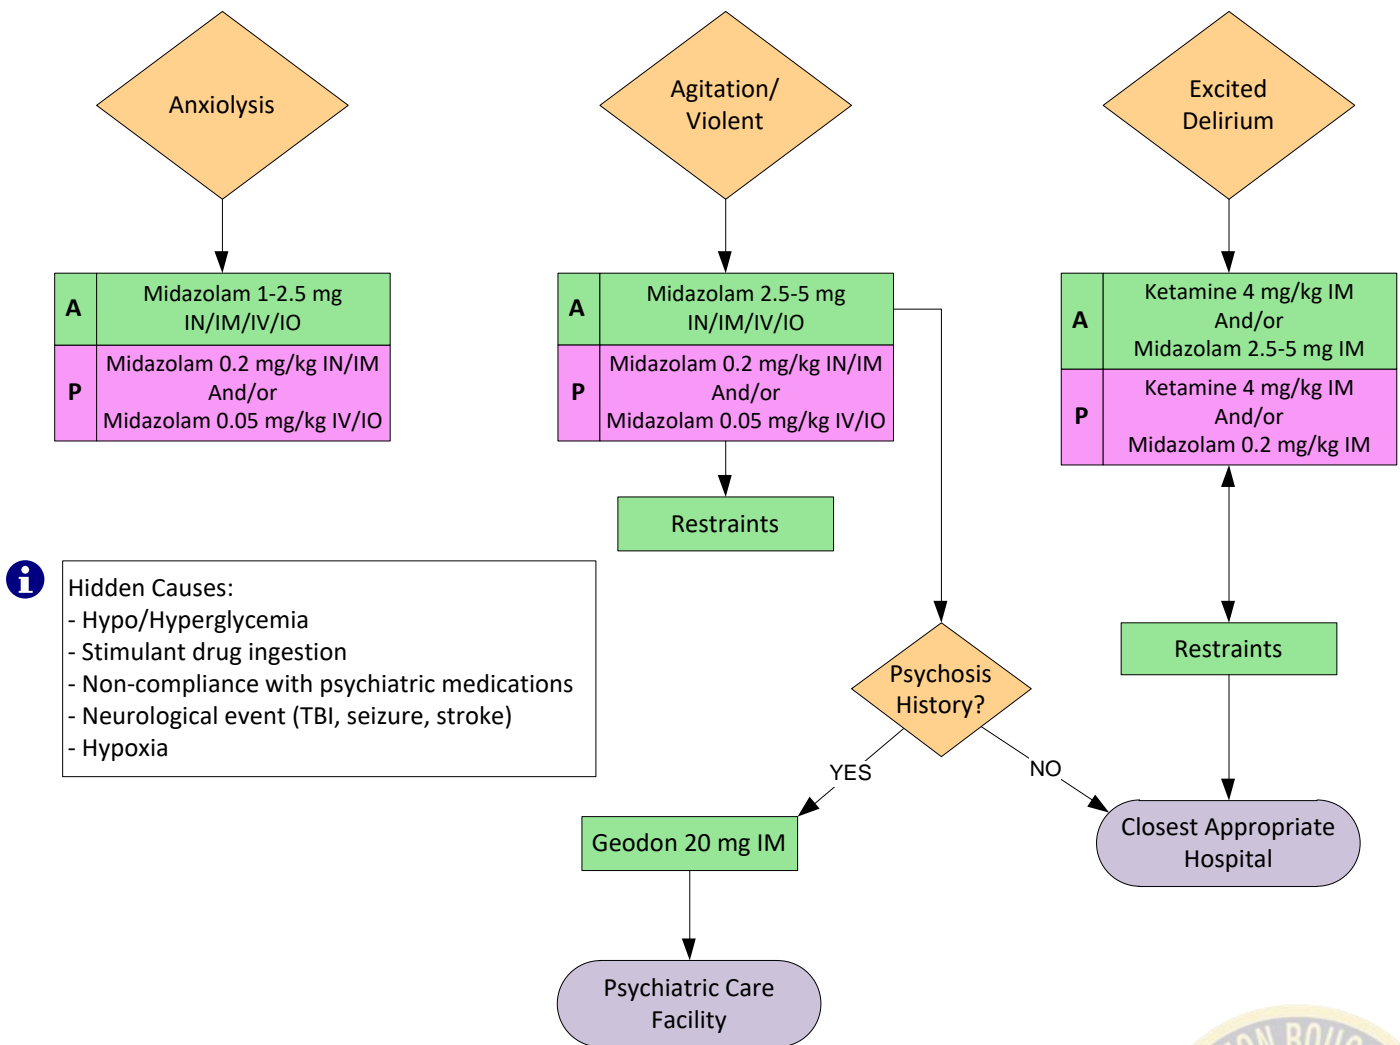 Anxiolysis
Agitation/
Violent
Excited
Delirium
A
Midazolam 1-2.5 mg
IN/IM/IV/IO
P
Midazolam 0.2 mg/kg IN/IM
And/or
Midazolam 0.05 mg/kg IV/IO
A
Midazolam 2.5-5 mg
IN/IM/IV/IO
P
Midazolam 0.2 mg/kg IN/IM
And/or
Midazolam 0.05 mg/kg IV/IO
A
Ketamine 4 mg/kg IM
And/or
Midazolam 2.5-5 mg IM
P
Ketamine 4 mg/kg IM
And/or
Midazolam 0.2 mg/kg IM
Restraints
i
Hidden Causes:
- Hypo/Hyperglycemia
- Stimulant drug ingestion
- Non-compliance with psychiatric medications
- Neurological event (TBI, seizure, stroke)
- Hypoxia
Restraints
Psychosis
History?
YES
NO
Geodon 20 mg IM
Closest Appropriate
Hospital
Psychiatric Care
Facility